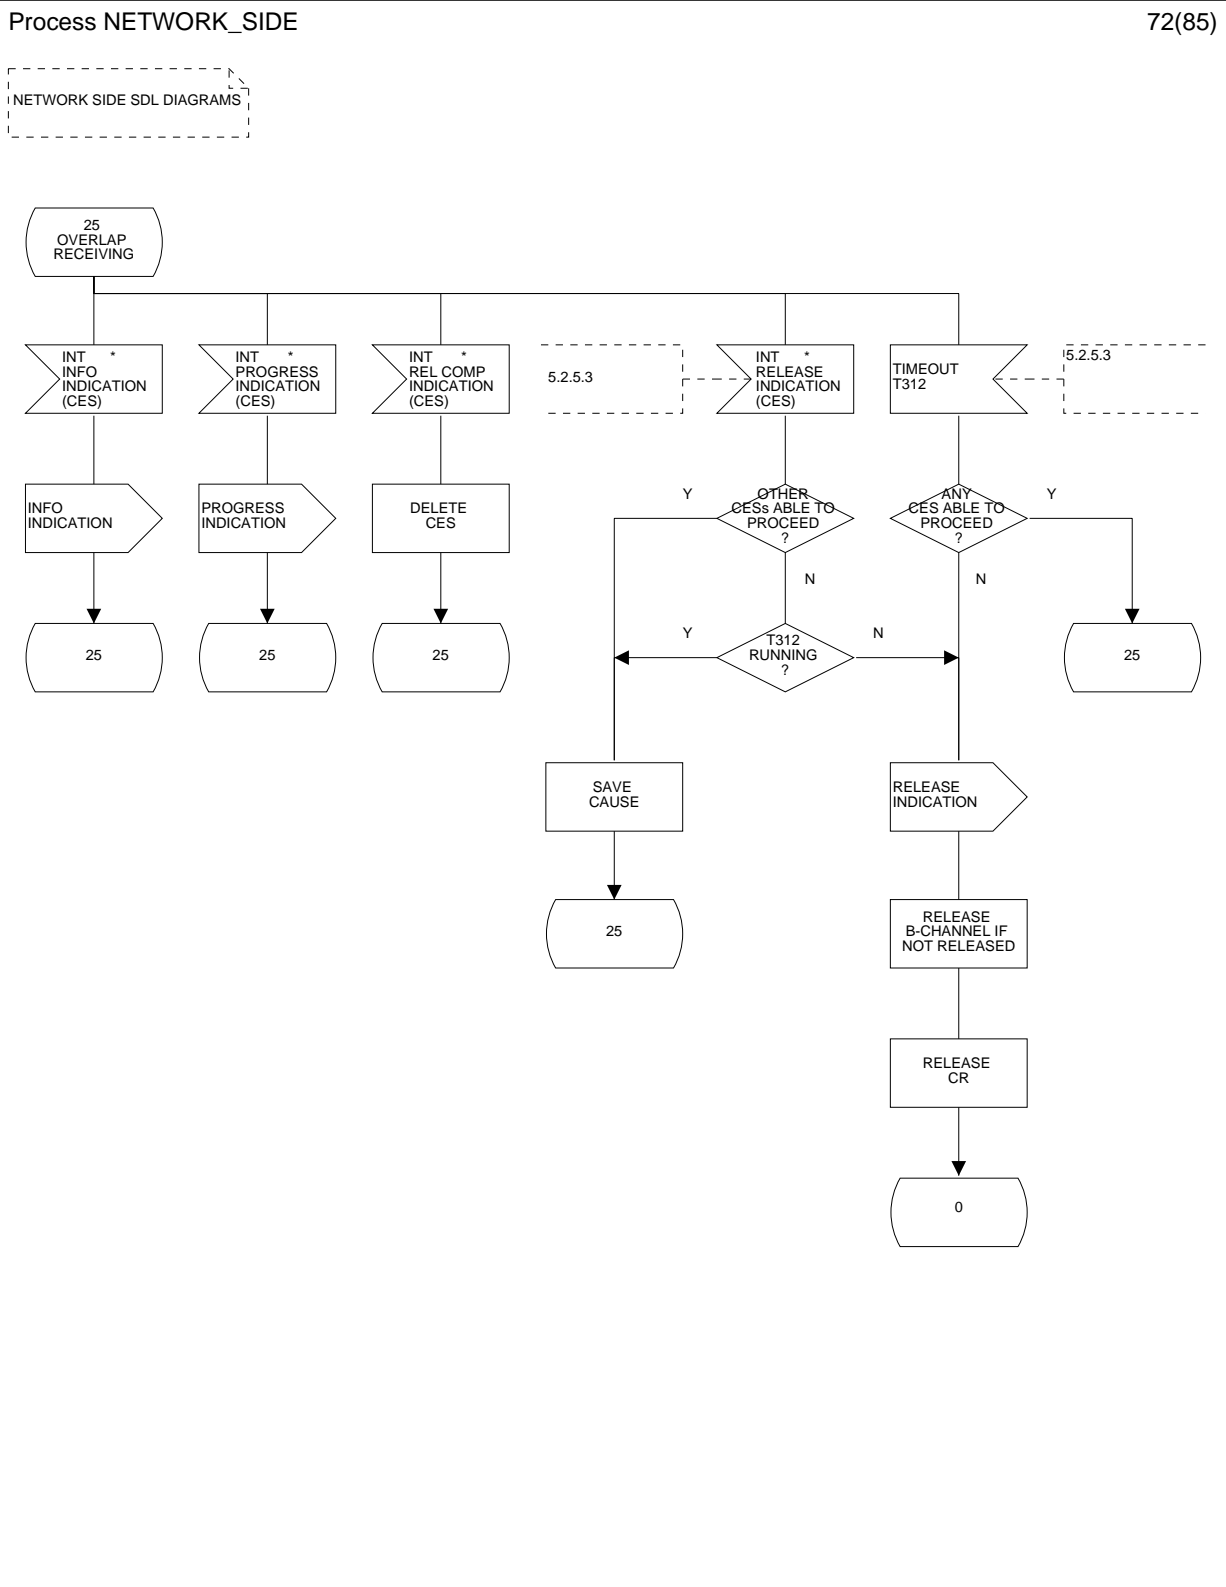 Process NETWORK_SIDE
72(85)
NETWORK SIDE SDL DIAGRAMS
25
OVERLAP
RECEIVING
INT *
INFO
INDICATION
(CES)
INT *
PROGRESS
INDICATION
(CES)
INT *
REL COMP
INDICATION
(CES)
5.2.5.3
INT *
RELEASE
INDICATION
(CES)
TIMEOUT
T312
5.2.5.3
INFO
INDICATION
PROGRESS
INDICATION
DELETE
CES
Y
OTHER
CESs ABLE TO
PROCEED
?
N
ANY
CES ABLE TO
PROCEED
?
Y
N
25
25
25
Y
T312
RUNNING
?
N
25
SAVE
CAUSE
RELEASE
INDICATION
25
RELEASE
B-CHANNEL IF
NOT RELEASED
RELEASE
CR
0